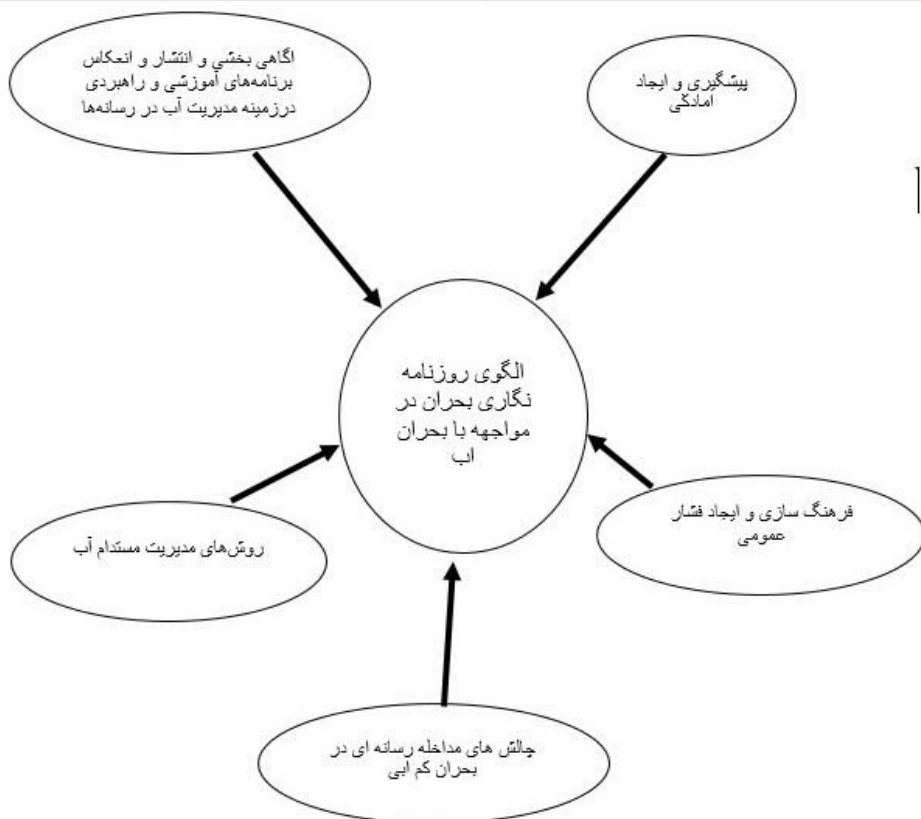 اگاهی بخشی و انتشار و انعکاس
برنامه‌های آموزشی و راهبردی
درزمینه مدیریت آب در رسانه‌ها
پیشگیری و ایجاد
امادگی
الگوی روزنامه
نگاری بحران در
مواجهه با بحران
اب
روش‌های مدیریت مستدام آب
فرهنگ سازی و ایجاد فشار
عمومی
چالش های مداخله رسانه ای در
بحران کم ابی